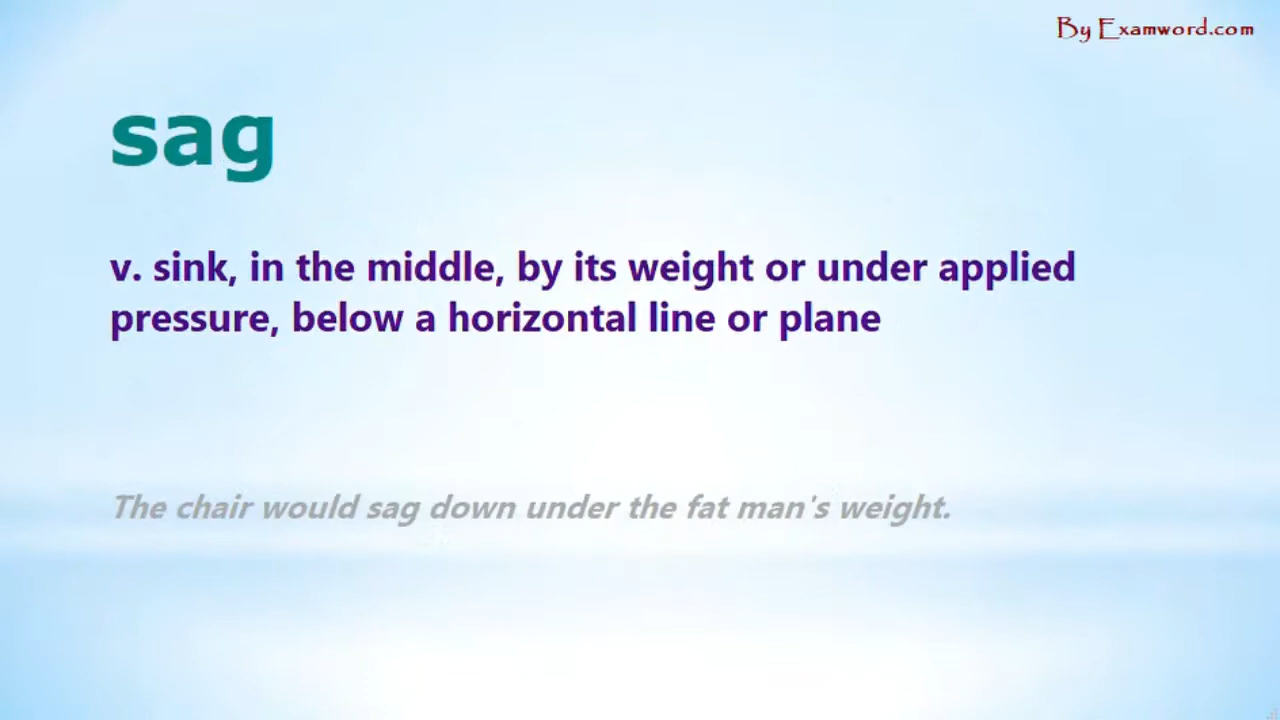 By Examword.com
sag
v. sink, in the middle, by its weight or under applied
pressure, below a horizontal line or plane
The chair would sag down under the fat man's weight.